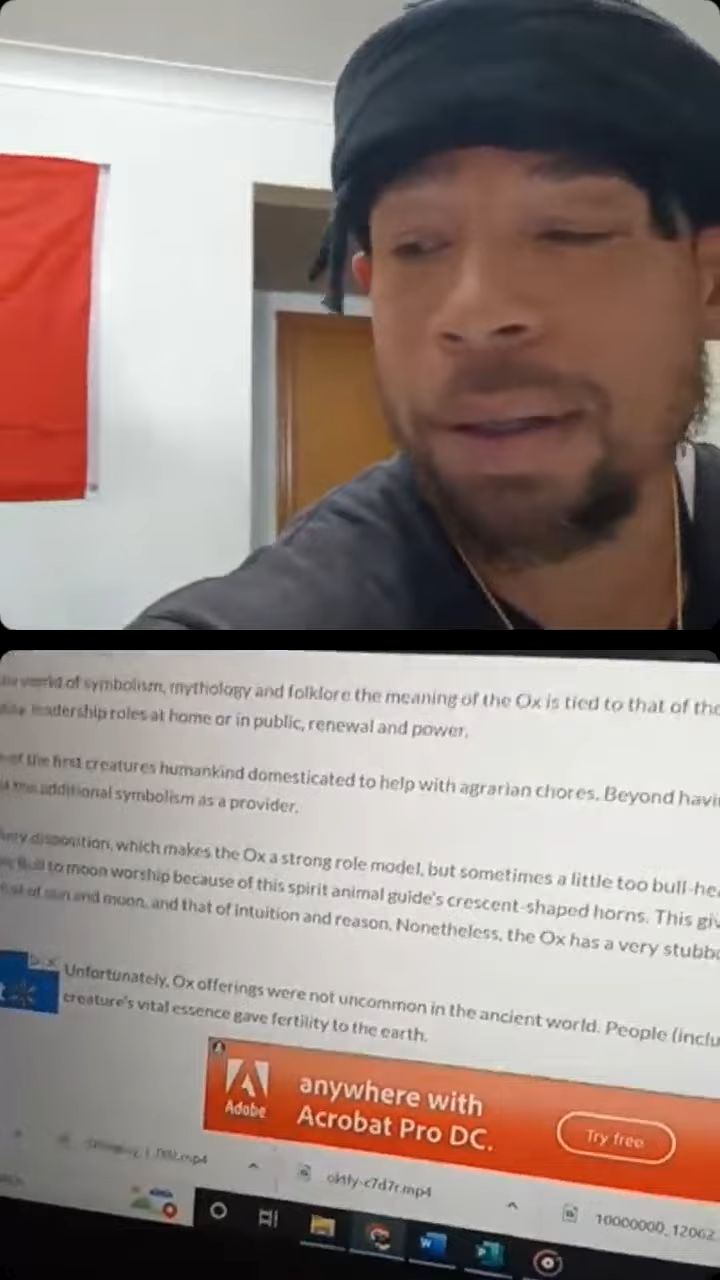 world of symbolism, mythology and folklore the meaning of the Ox is tied to that of the
leadership roles at home or in public, renewal and power.
of the first creatures humankind domesticated to help with agrarian chores. Beyond havi
additional symbolism as a provider.
disposition, which makes the Ox a strong role model, but sometimes a little too bull-he
Bull to moon worship because of this spirit animal guide's crescent-shaped horns. This giv
of sun and moon, and that of intuition and reason. Nonetheless, the Ox has a very stubbo
Unfortunately, Ox offerings were not uncommon in the ancient world. People (inclu
creature's vital essence gave fertility to the earth.
Adobe
anywhere with
Acrobat Pro DC.
Try free
oktly-c7d7r.mp4
10000000_12062